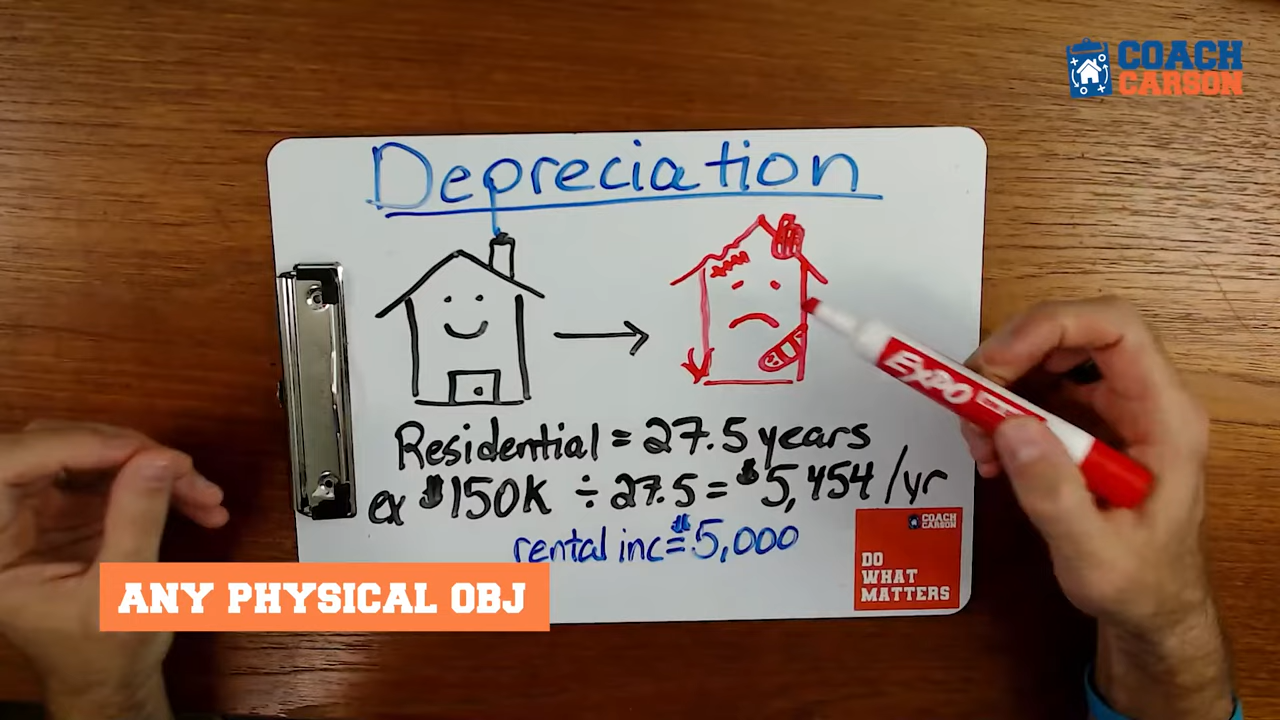 COACH
CARSON
Depreciation
Residential = 27.5 years
ex $150K ÷ 27.5 = $5,454 /yr
rental inc = $5,000
EXPO
COACH
CARSON
DO
WHAT
MATTERS
ANY PHYSICAL OBJ